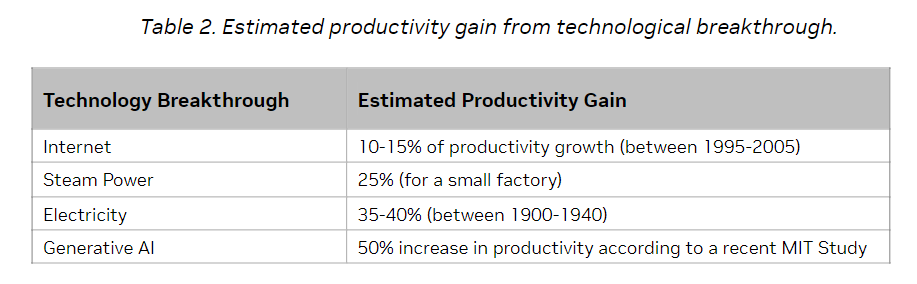 Table 2. Estimated productivity gain from technological breakthrough.
Technology Breakthrough Estimated Productivity Gain
Internet 10-15% of productivity growth (between 1995-2005)
Steam Power 25% (for a small factory)
Electricity 35-40% (between 1900-1940)
Generative AI 50% increase in productivity according to a recent MIT Study